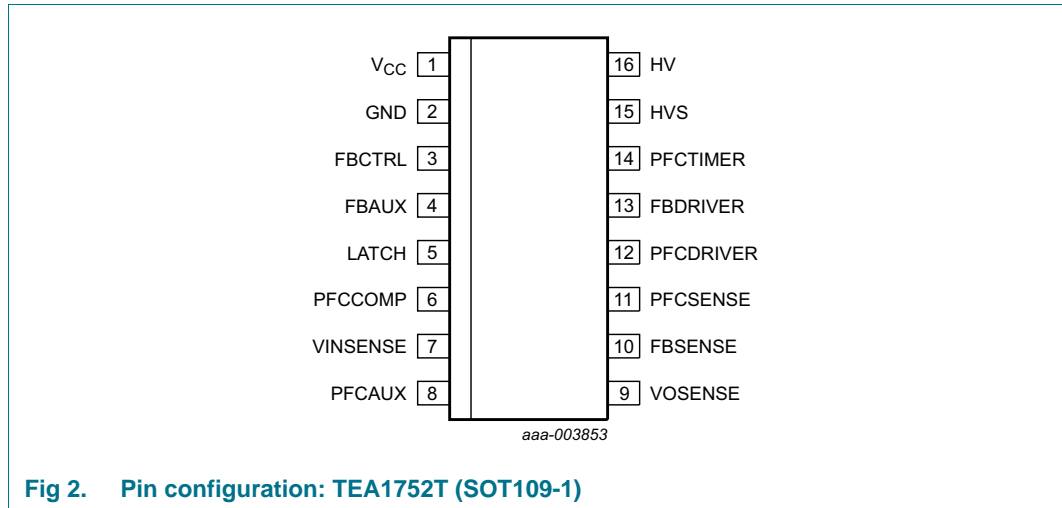 VCC 1 16 HV
GND 2 15 HVS
FBCTRL 3 14 PFCTIMER
FBAUX 4 13 FBDRIVER
LATCH 5 12 PFCDRIVER
PFCCOMP 6 11 PFCSENSE
VINSENSE 7 10 FBSENSE
PFCAUX 8 9 VOSENSE
aaa-003853
Fig 2. Pin configuration: TEA1752T (SOT109-1)